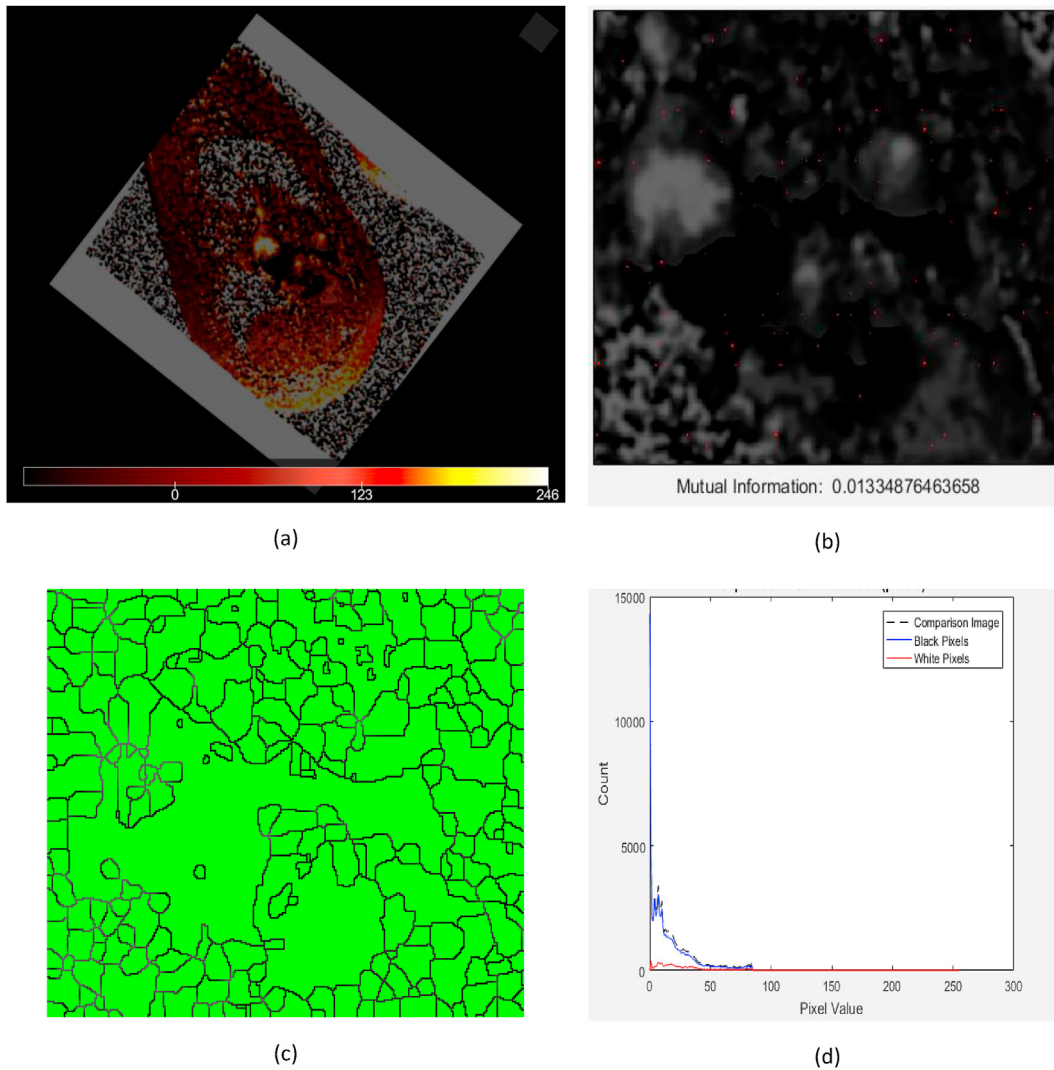 0 123 246
(a)
Mutual Information: 0.01334876463658
(b)
(c)
15000
Comparison Image
Black Pixels
White Pixels
10000
Count
5000
0
0 50 100 150 200 250 300
Pixel Value
(d)